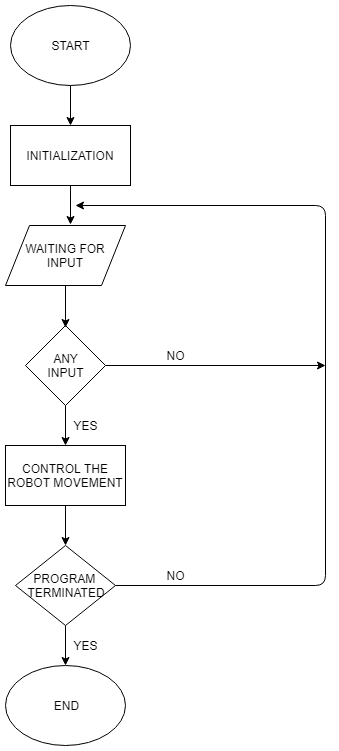 START
INITIALIZATION
WAITING FOR
INPUT
ANY
INPUT
NO
YES
CONTROL THE
ROBOT MOVEMENT
PROGRAM
TERMINATED
NO
YES
END